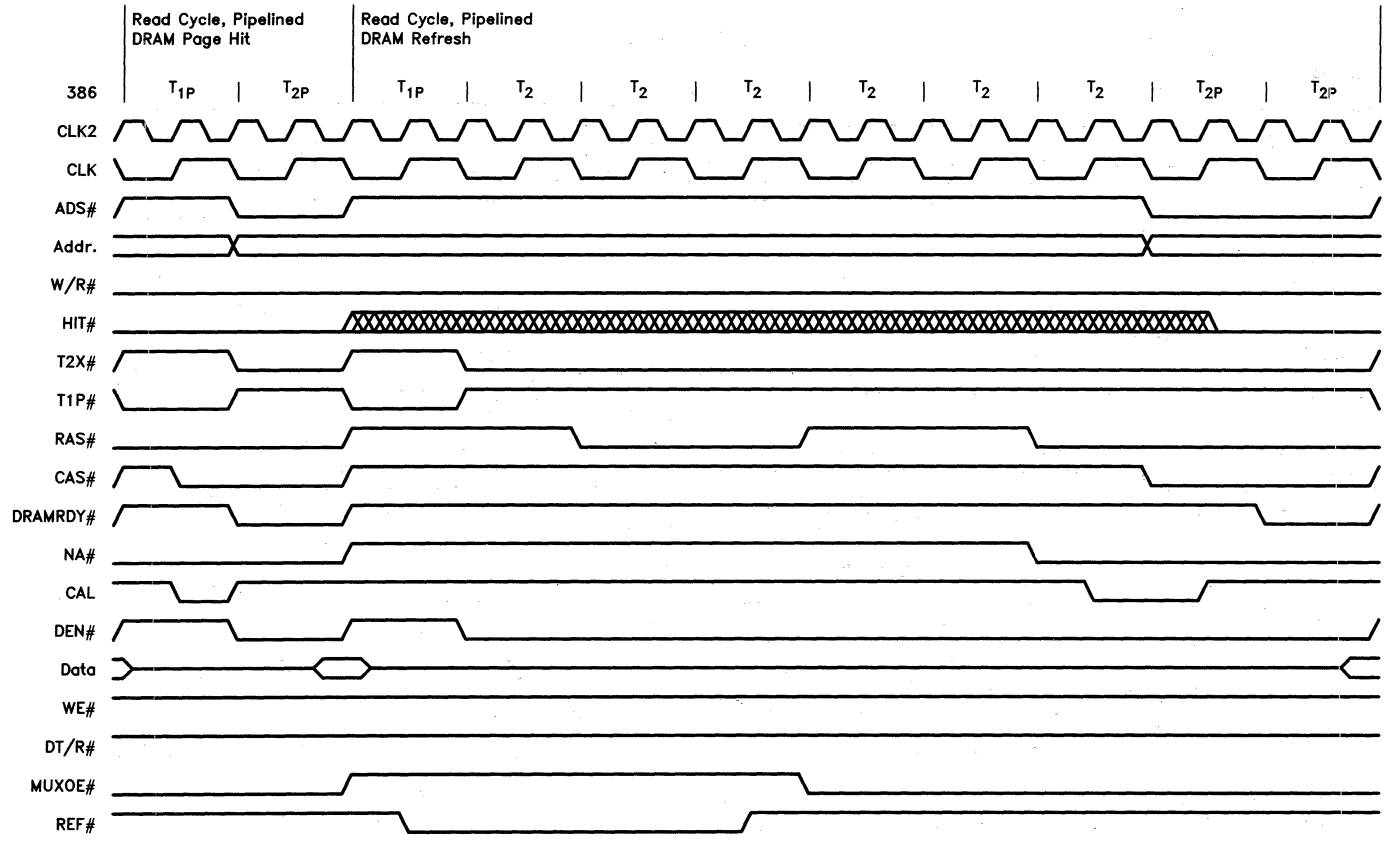 Read Cycle, Pipelined
DRAM Page Hit
Read Cycle, Pipelined
DRAM Refresh
386 T1P T2P T1P T2 T2 T2 T2 T2 T2 T2P T2P
CLK2
CLK
ADS#
Addr.
W/R#
HIT#
T2X#
T1P#
RAS#
CAS#
DRAMRDY#
NA#
CAL
DEN#
Data
WE#
DT/R#
MUXOE#
REF#